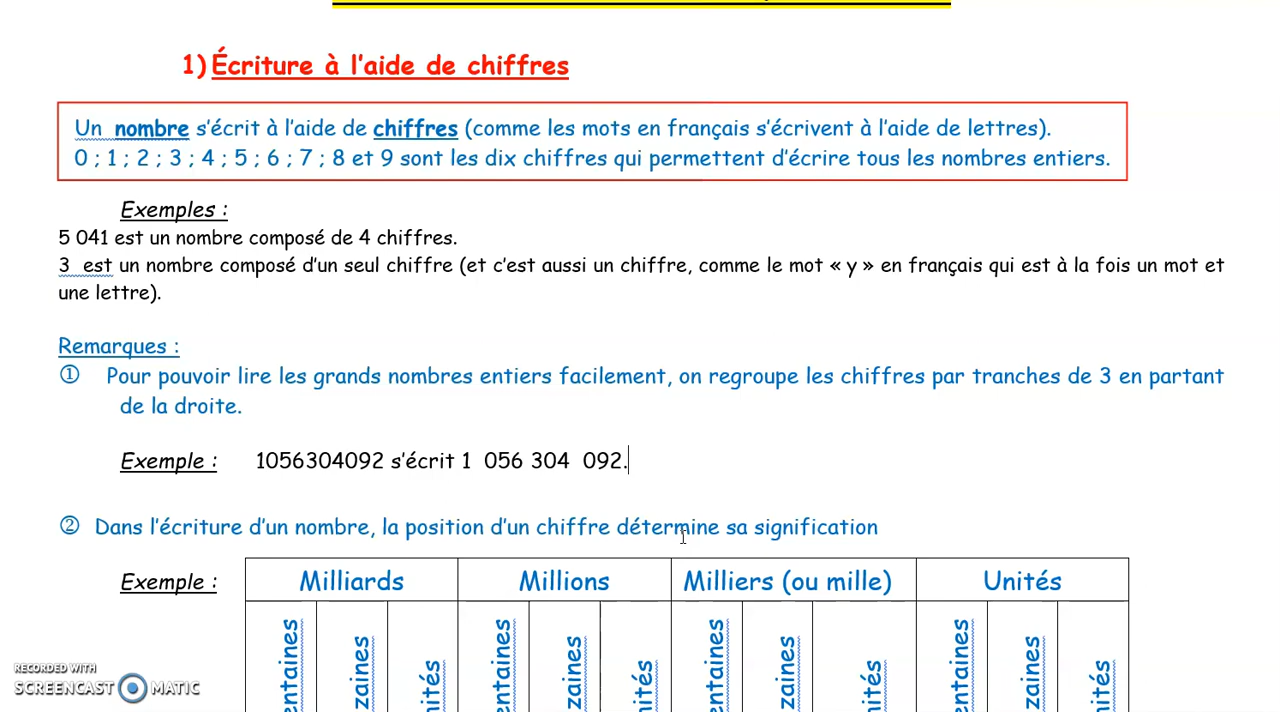 1) Écriture à l'aide de chiffres
Un nombre s'écrit à l'aide de chiffres (comme les mots en français s'écrivent à l'aide de lettres).
0 ; 1 ; 2 ; 3 ; 4 ; 5 ; 6 ; 7 ; 8 et 9 sont les dix chiffres qui permettent d'écrire tous les nombres entiers.
Exemples :
5 041 est un nombre composé de 4 chiffres.
3 est un nombre composé d'un seul chiffre (et c'est aussi un chiffre, comme le mot « y » en français qui est à la fois un mot et
une lettre).
Remarques :
① Pour pouvoir lire les grands nombres entiers facilement, on regroupe les chiffres par tranches de 3 en partant
de la droite.
Exemple : 1056304092 s'écrit 1 056 304 092.
② Dans l'écriture d'un nombre, la position d'un chiffre détermine sa signification
Exemple : Milliards Millions Milliers (ou mille) Unités
RECORDED WITH
SCREENCAST MATIC